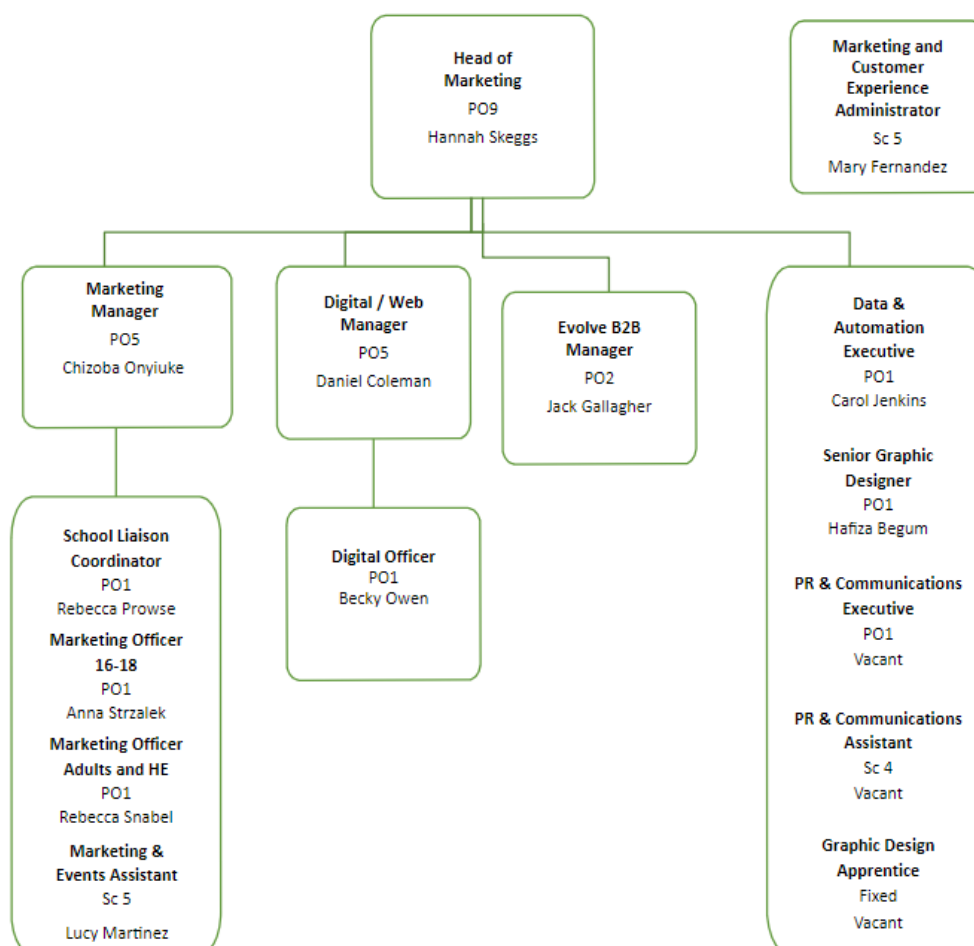 Head of
Marketing
PO9
Hannah Skeggs
Marketing and
Customer
Experience
Administrator
Sc 5
Mary Fernandez
Marketing
Manager
PO5
Chizoba Onyiuke
Digital / Web
Manager
PO5
Daniel Coleman
Evolve B2B
Manager
PO2
Jack Gallagher
Data &
Automation
Executive
PO1
Carol Jenkins
Senior Graphic
Designer
PO1
Hafiza Begum
PR & Communications
Executive
PO1
Vacant
PR & Communications
Assistant
Sc 4
Vacant
Graphic Design
Apprentice
Fixed
Vacant
School Liaison
Coordinator
PO1
Rebecca Prowse
Marketing Officer
16-18
PO1
Anna Strzalek
Marketing Officer
Adults and HE
PO1
Rebecca Snabel
Marketing &
Events Assistant
Sc 5
Lucy Martinez
Digital Officer
PO1
Becky Owen